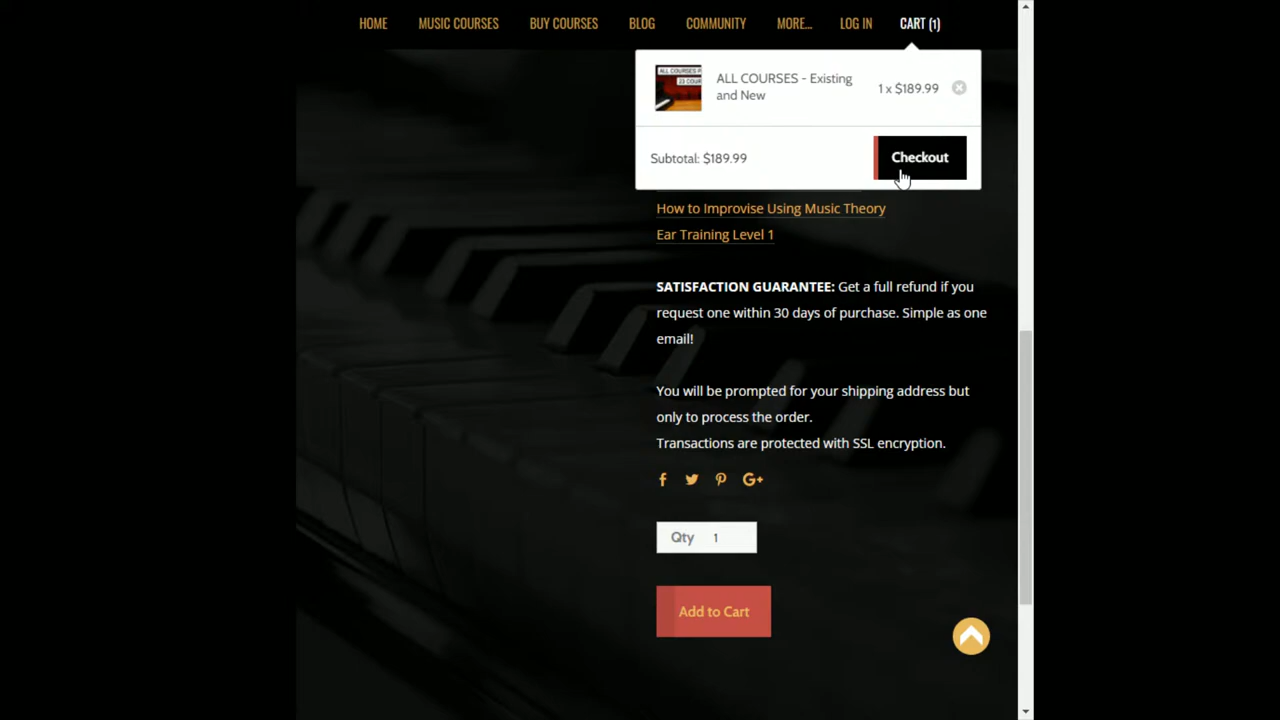 HOME MUSIC COURSES BUY COURSES BLOG COMMUNITY MORE... LOG IN CART (1)
ALL COURSES - Existing
and New
1 x $189.99
Subtotal: $189.99
Checkout
How to Improvise Using Music Theory
Ear Training Level 1
SATISFACTION GUARANTEE: Get a full refund if you
request one within 30 days of purchase. Simple as one
email!
You will be prompted for your shipping address but
only to process the order.
Transactions are protected with SSL encryption.
Qty 1
Add to Cart